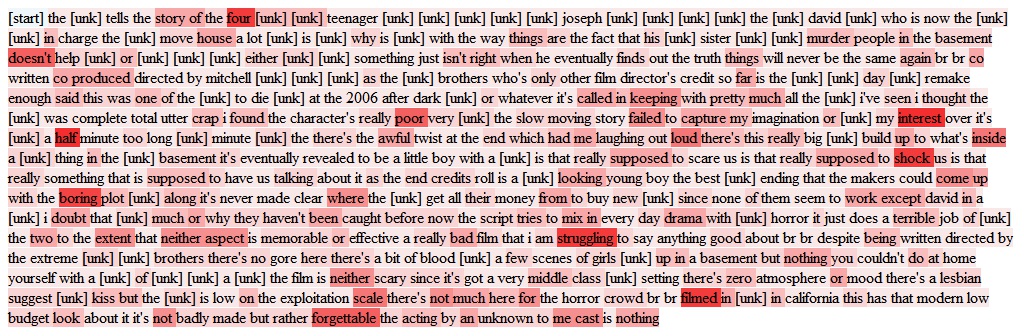 [start] the [unk] tells the story of the four [unk] [unk] teenager [unk] [unk] [unk] [unk] [unk] joseph [unk] [unk] [unk] the [unk] david [unk] who is now the [unk]
[unk] in charge the [unk] move house a lot [unk] is [unk] why is [unk] with the way things are the fact that his [unk] sister [unk] [unk] murder people in the basement
doesn't help [unk] or [unk] [unk] [unk] either [unk] [unk] something just isn't right when he eventually finds out the truth things will never be the same again br br co
written co produced directed by mitchell [unk] [unk] [unk] as the [unk] brothers who's only other film director's credit so far is the [unk] [unk] day [unk] remake
enough said this was one of the [unk] to die [unk] at the 2006 after dark [unk] or whatever it's called in keeping with pretty much all the [unk] i've seen i thought the
[unk] was complete total utter crap i found the character's really poor very [unk] the slow moving story failed to capture my imagination or [unk] my interest over it's
[unk] a half minute too long [unk] minute [unk] the there's the awful twist at the end which had me laughing out loud there's this really big [unk] build up to what's inside
a [unk] thing in the [unk] basement it's eventually revealed to be a little boy with a [unk] is that really supposed to scare us is that really supposed to shock us is that
really something that is supposed to have us talking about it as the end credits roll is a [unk] looking young boy the best [unk] ending that the makers could come up
with the boring plot [unk] along it's never made clear where the [unk] get all their money from to buy new [unk] since none of them seem to work except david in a
[unk] i doubt that [unk] much or why they haven't been caught before now the script tries to mix in every day drama with [unk] horror it just does a terrible job of [unk]
the two to the extent that neither aspect is memorable or effective a really bad film that i am struggling to say anything good about br br despite being written directed by
the extreme [unk] [unk] brothers there's no gore here there's a bit of blood [unk] a few scenes of girls [unk] up in a basement but nothing you couldn't do at home
yourself with a [unk] of [unk] [unk] a [unk] the film is neither scary since it's got a very middle class [unk] setting there's zero atmosphere or mood there's a lesbian
suggest [unk] kiss but the [unk] is low on the exploitation scale there's not much here for the horror crowd br br filmed in [unk] in california this has that modern low
budget look about it it's not badly made but rather forgettable the acting by an unknown to me cast is nothing